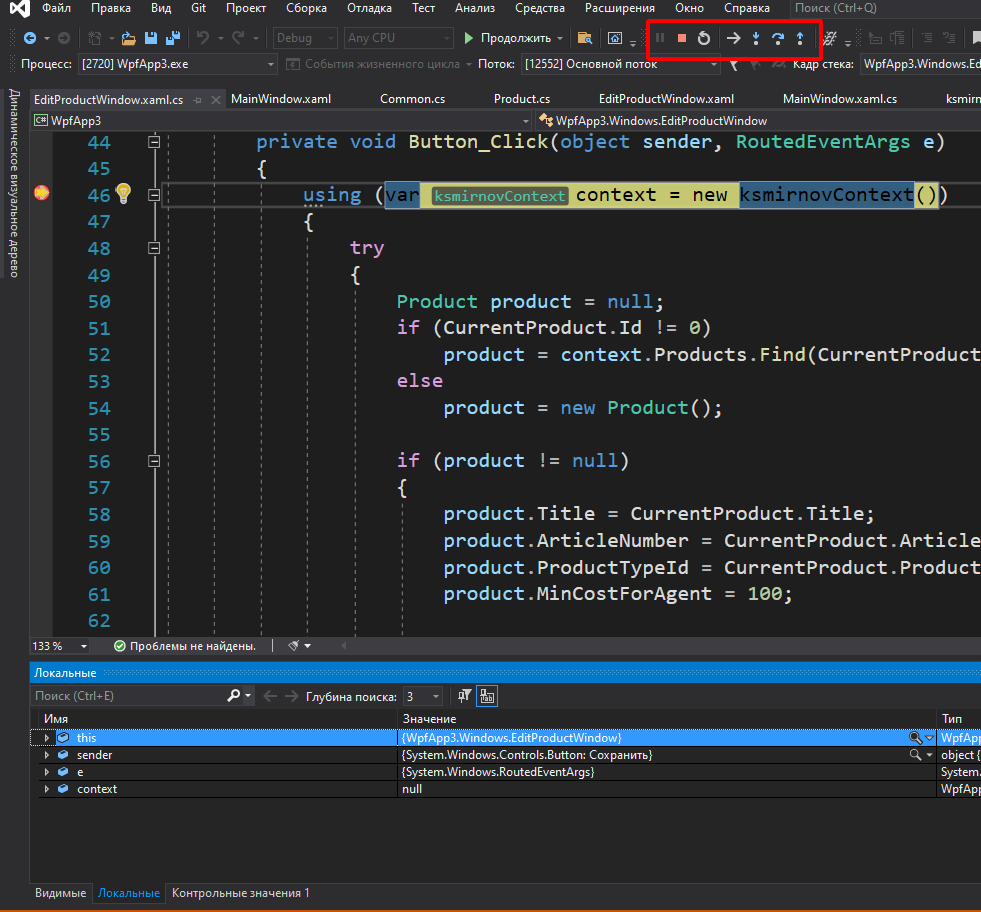 Файл Правка Вид Git Проект Сборка Отладка Тест Анализ Средства Расширения Окно Справка Поиск (Ctrl+Q)
Debug Any CPU Продолжить
Процесс: [2720] WpfApp3.exe События жизненного цикла Поток: [12552] Основной поток Кадр стека: WpfApp3.Windows.Ed
Динамическое визуальное дерево
EditProductWindow.xaml.cs MainWindow.xaml Common.cs Product.cs EditProductWindow.xaml MainWindow.xaml.cs ksmirn
C# WpfApp3 WpfApp3.Windows.EditProductWindow
44 private void Button_Click(object sender, RoutedEventArgs e)
45 {
46 using (var ksmirnovContext context = new ksmirnovContext())
47 {
48 try
49 {
50 Product product = null;
51 if (CurrentProduct.Id != 0)
52 product = context.Products.Find(CurrentProduct
53 else
54 product = new Product();
55
56 if (product != null)
57 {
58 product.Title = CurrentProduct.Title;
59 product.ArticleNumber = CurrentProduct.Article
60 product.ProductTypeId = CurrentProduct.Product
61 product.MinCostForAgent = 100;
62
133 % Проблемы не найдены.
Локальные
Поиск (Ctrl+E) Глубина поиска: 3
Имя Значение Тип
this {WpfApp3.Windows.EditProductWindow} WpfApp
sender {System.Windows.Controls.Button: Сохранить} object {
e {System.Windows.RoutedEventArgs} System.
context null WpfApp
Видимые Локальные Контрольные значения 1